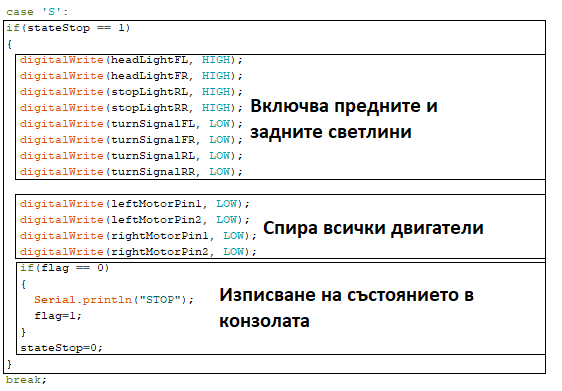 case 'S':
if(stateStop == 1)
{
digitalWrite(headLightFL, HIGH);
digitalWrite(headLightFR, HIGH);
digitalWrite(stopLightRL, HIGH);
digitalWrite(stopLightRR, HIGH);
digitalWrite(turnSignalFL, LOW);
digitalWrite(turnSignalFR, LOW);
digitalWrite(turnSignalRL, LOW);
digitalWrite(turnSignalRR, LOW);
Включва предните и
задните светлини
digitalWrite(leftMotorPin1, LOW);
digitalWrite(leftMotorPin2, LOW);
digitalWrite(rightMotorPin1, LOW);
digitalWrite(rightMotorPin2, LOW);
Спира всички двигатели
if(flag == 0)
{
Serial.println("STOP");
flag=1;
}
stateStop=0;
Изписване на състоянието в
конзолата
}
break;